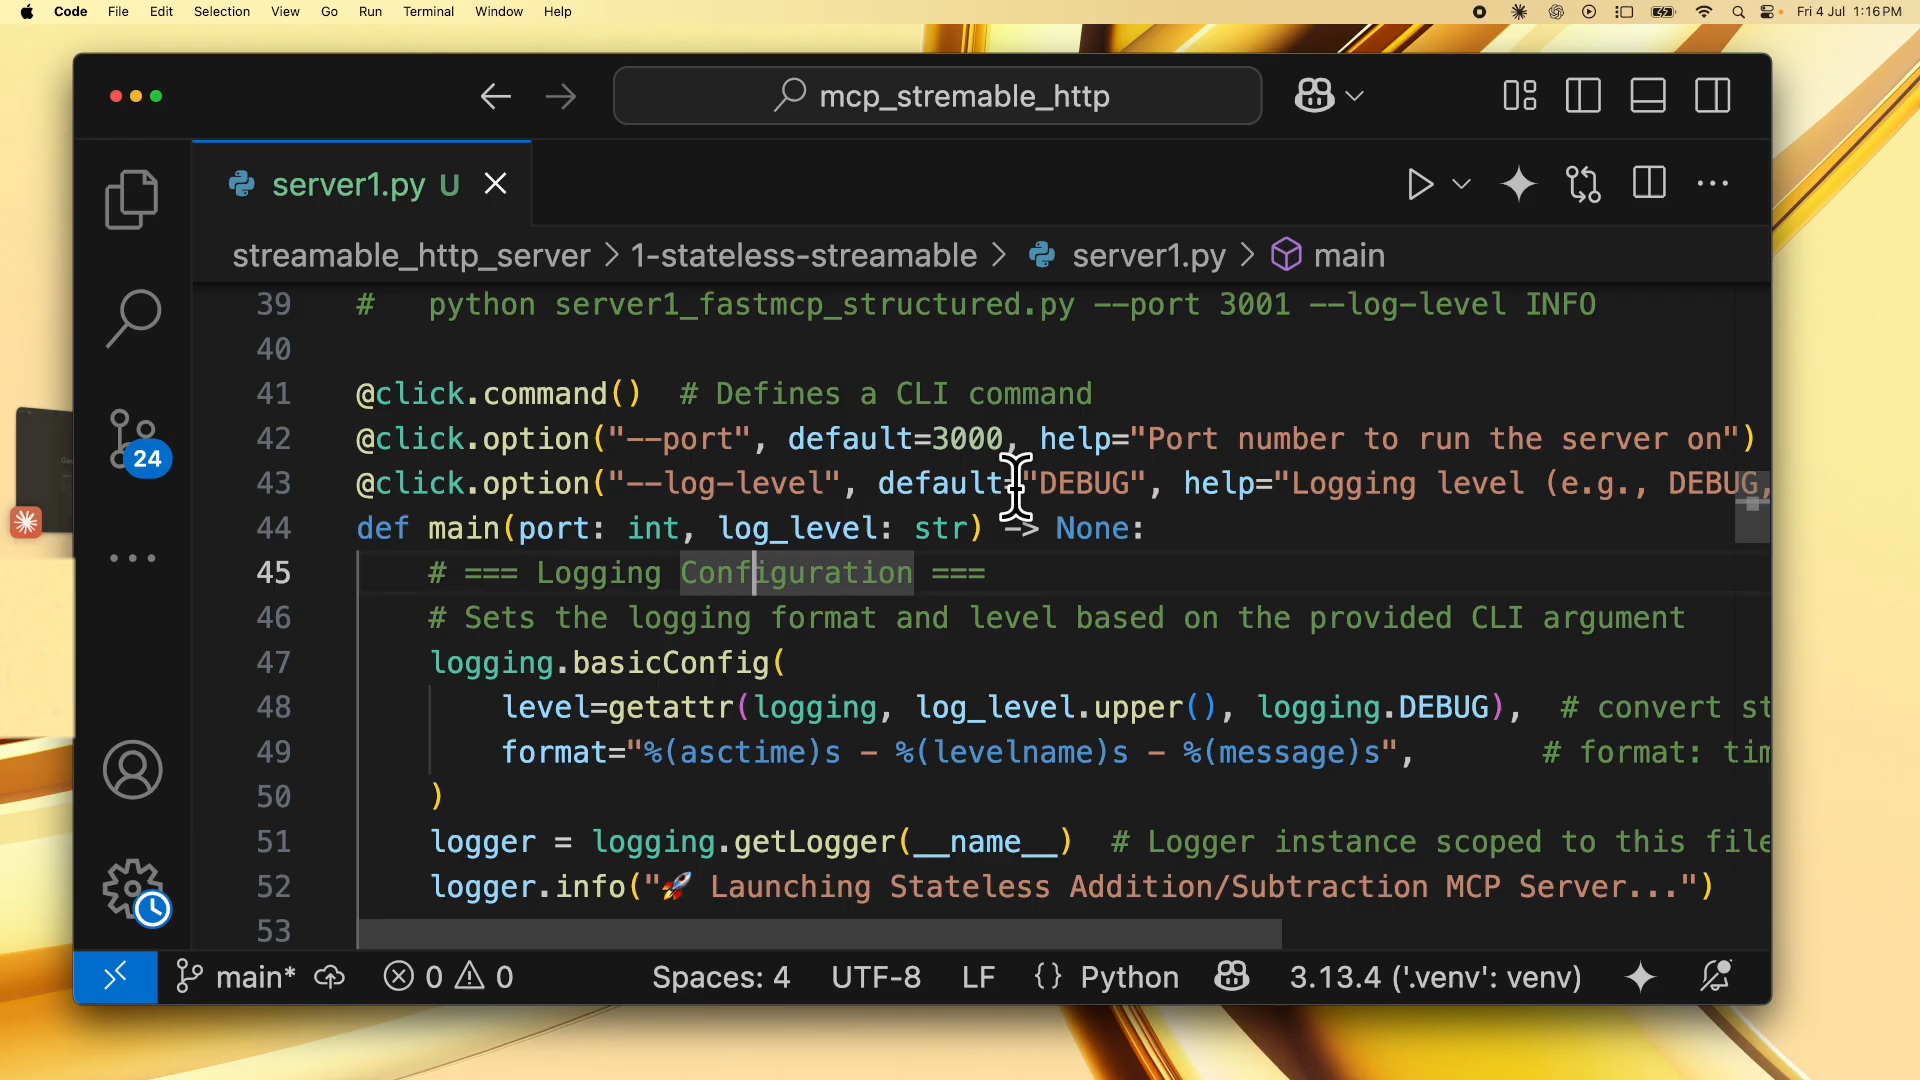 Code File Edit Selection View Go Run Terminal Window Help Fri 4 Jul 1:16 PM
mcp_stremable_http
server1.py U
streamable_http_server > 1-stateless-streamable > server1.py > main
39 #   python server1_fastmcp_structured.py --port 3001 --log-level INFO
40
41 @click.command()  # Defines a CLI command
42 @click.option("--port", default=3000, help="Port number to run the server on")
43 @click.option("--log-level", default="DEBUG", help="Logging level (e.g., DEBUG,
44 def main(port: int, log_level: str) -> None:
45     # === Logging Configuration ===
46     # Sets the logging format and level based on the provided CLI argument
47     logging.basicConfig(
48         level=getattr(logging, log_level.upper(), logging.DEBUG),  # convert st
49         format="%(asctime)s - %(levelname)s - %(message)s",       # format: tim
50     )
51     logger = logging.getLogger(__name__)  # Logger instance scoped to this file
52     logger.info("🚀 Launching Stateless Addition/Subtraction MCP Server...")
53
24
main* 0 0 Spaces: 4 UTF-8 LF {} Python 3.13.4 ('.venv': venv)